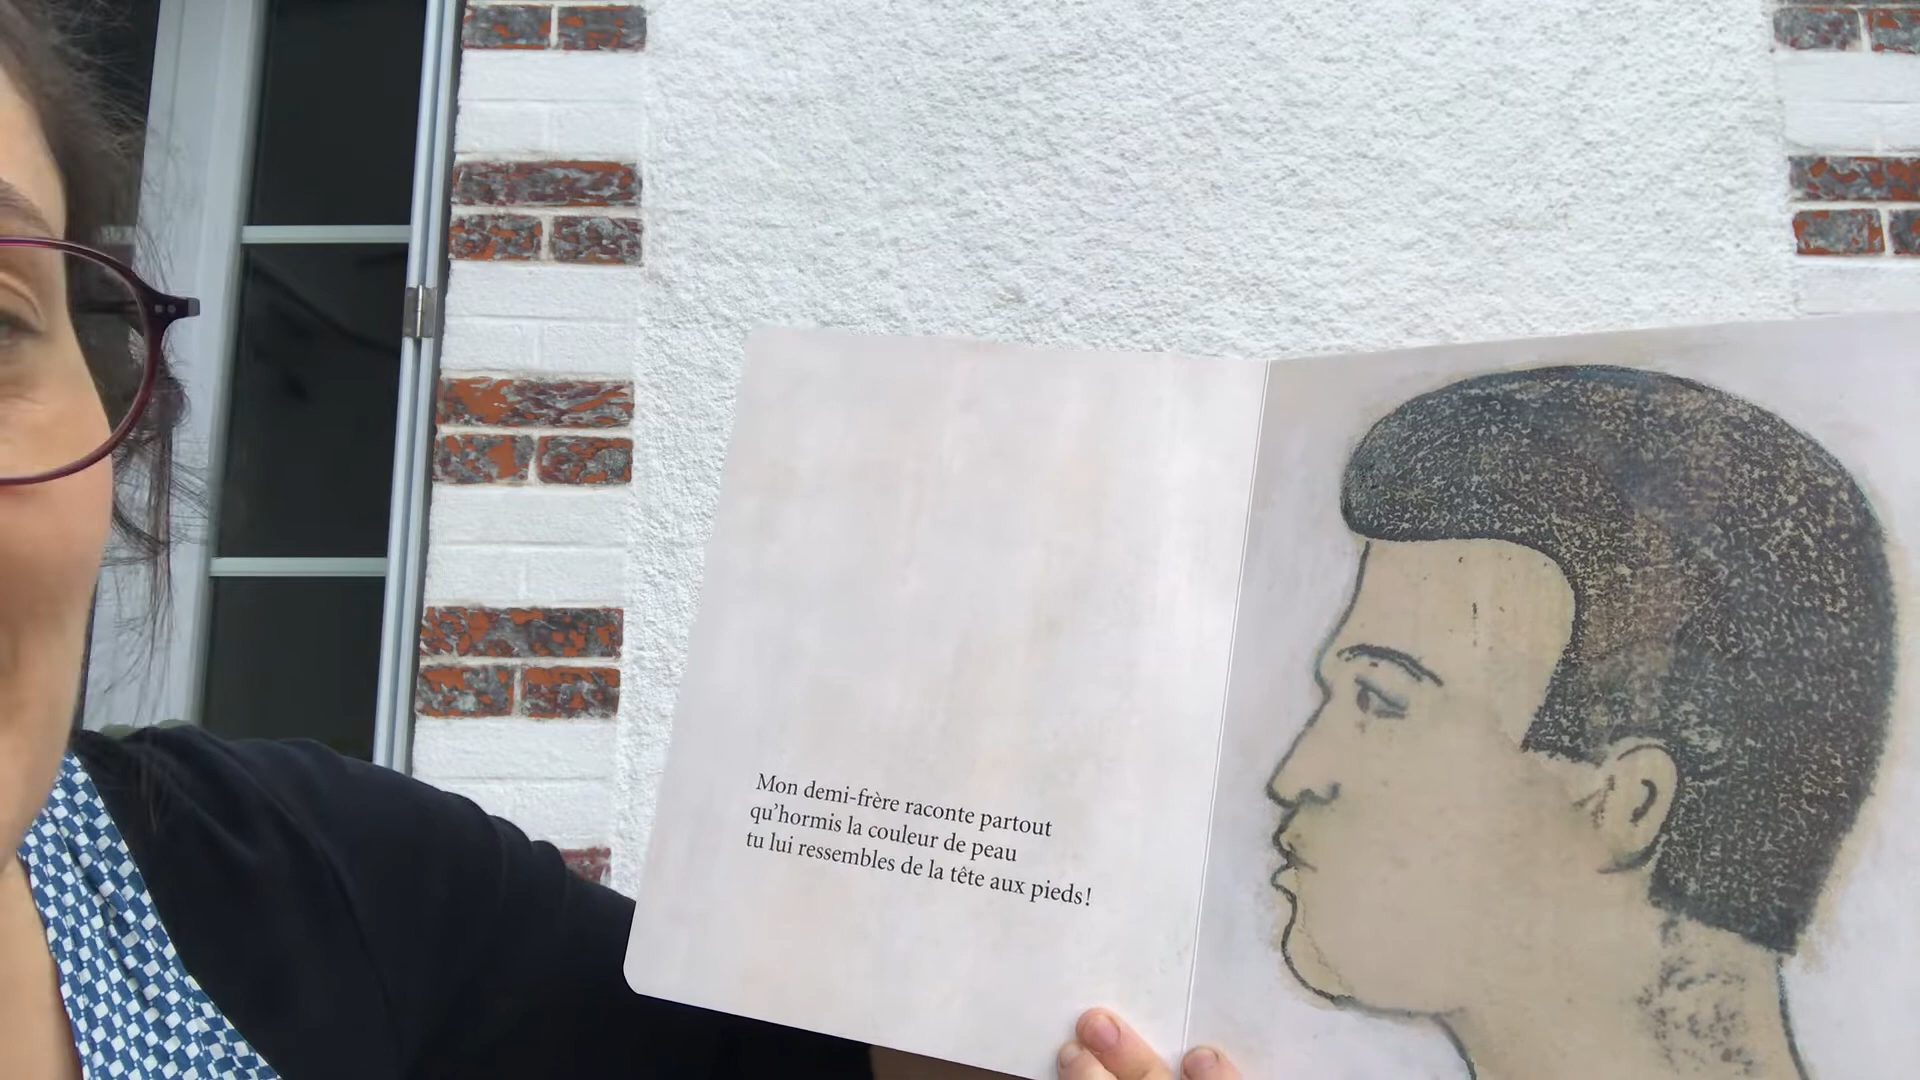 Mon demi-frère raconte partout
qu’hormis la couleur de peau
tu lui ressembles de la tête aux pieds!